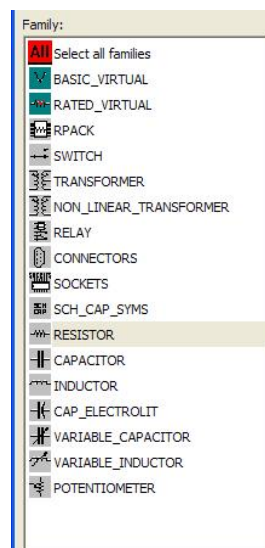 Family:
All Select all families
BASIC_VIRTUAL
RATED_VIRTUAL
RPACK
SWITCH
TRANSFORMER
NON_LINEAR_TRANSFORMER
RELAY
CONNECTORS
SOCKETS
SCH_CAP_SYMS
RESISTOR
CAPACITOR
INDUCTOR
CAP_ELECTROLIT
VARIABLE_CAPACITOR
VARIABLE_INDUCTOR
POTENTIOMETER